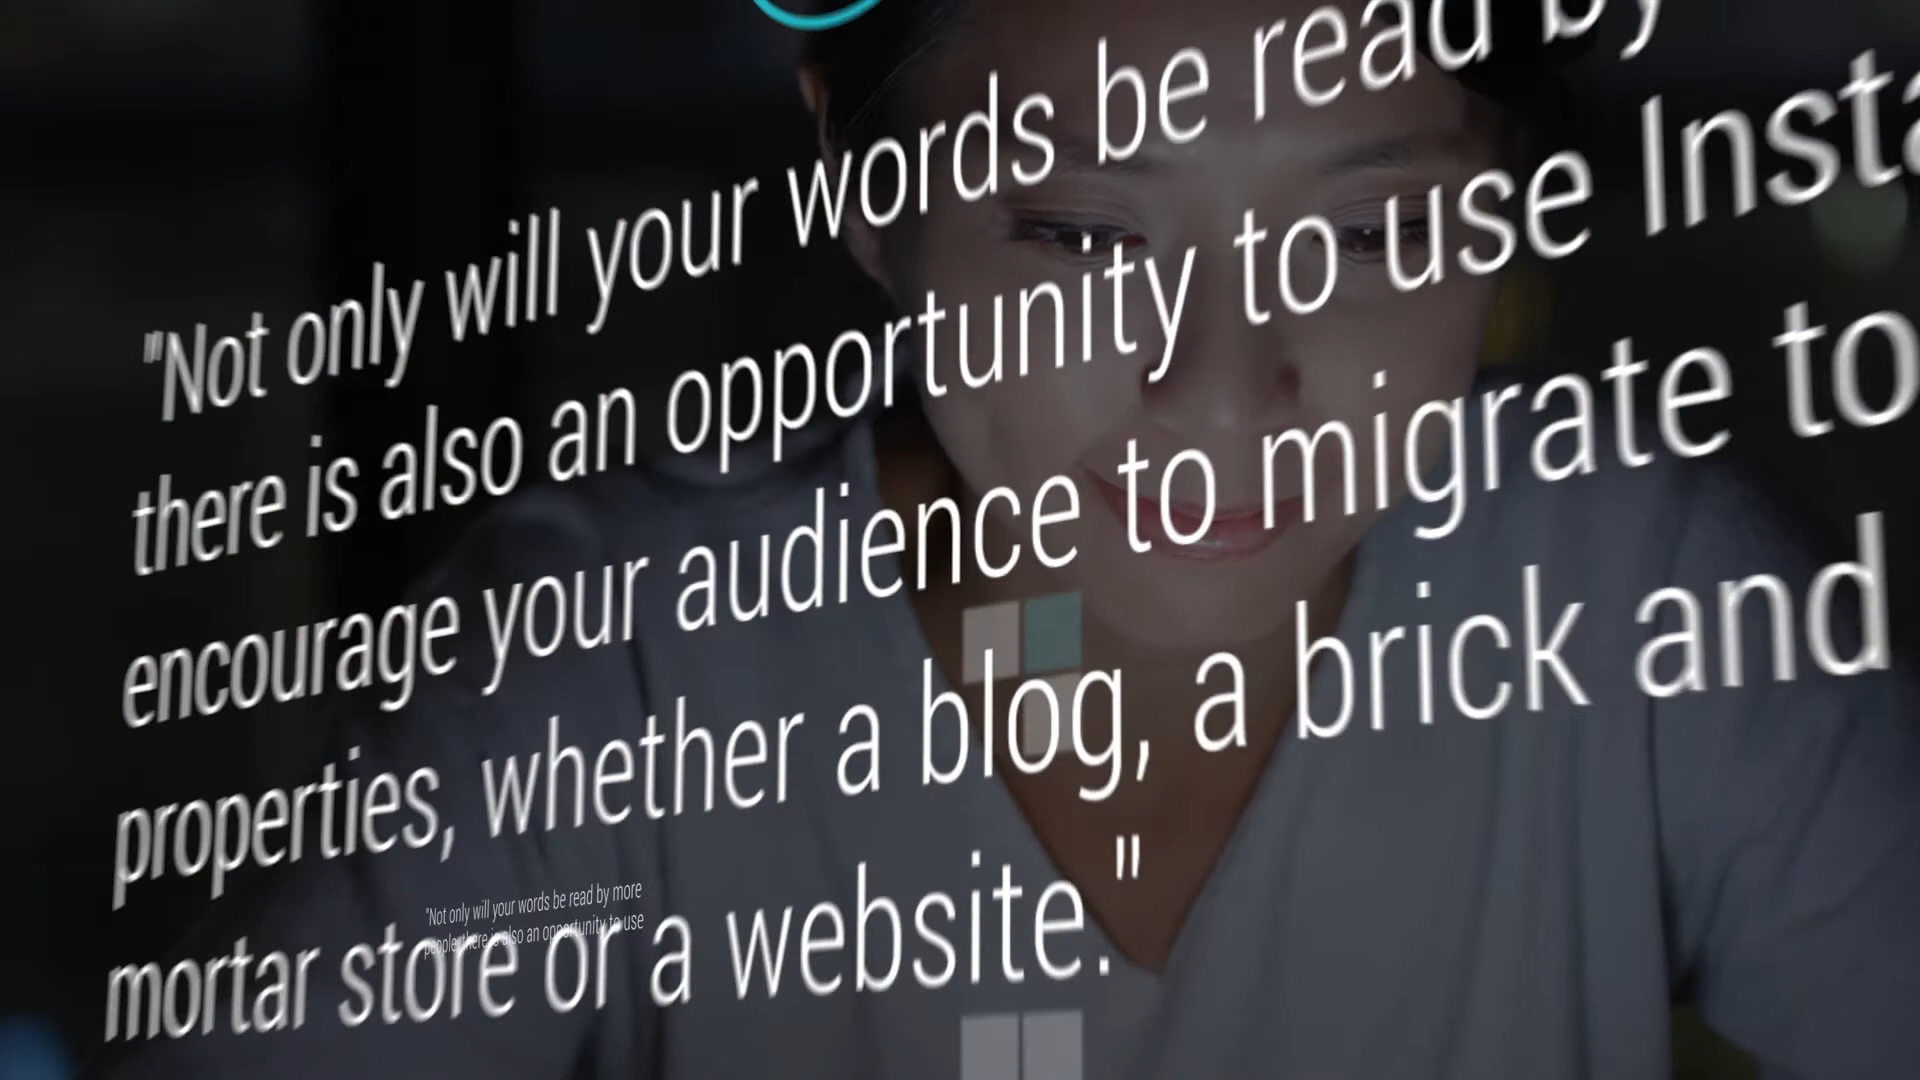 "Not only will your words be read by
there is also an opportunity to use Insta
encourage your audience to migrate to
properties, whether a blog, a brick and
mortar store or a website."
"Not only will your words be read by more
people, there is also an opportunity to use